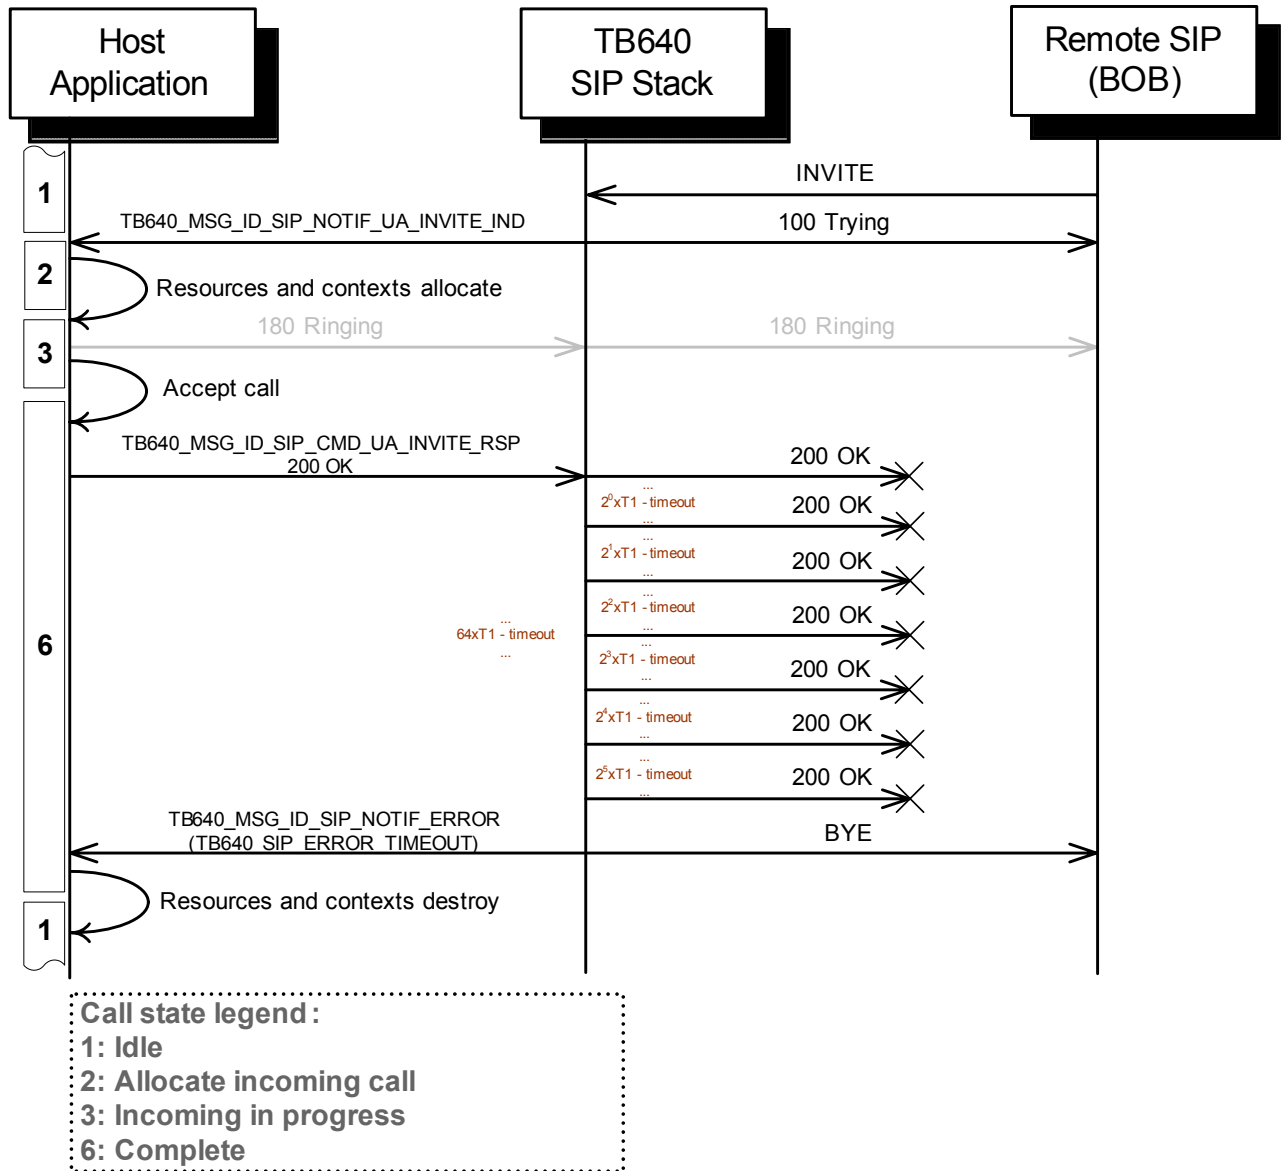 Host
Application
TB640
SIP Stack
Remote SIP
(BOB)
1
INVITE
TB640_MSG_ID_SIP_NOTIF_UA_INVITE_IND
100 Trying
2
Resources and contexts allocate
180 Ringing
180 Ringing
3
Accept call
TB640_MSG_ID_SIP_CMD_UA_INVITE_RSP
200 OK
200 OK
...
2⁰xT1 - timeout
...
200 OK
...
2¹xT1 - timeout
...
200 OK
...
2²xT1 - timeout
...
200 OK
6
...
64xT1 - timeout
...
...
2³xT1 - timeout
...
200 OK
...
2⁴xT1 - timeout
...
200 OK
...
2⁵xT1 - timeout
...
200 OK
TB640_MSG_ID_SIP_NOTIF_ERROR
(TB640_SIP_ERROR_TIMEOUT)
BYE
Resources and contexts destroy
1
Call state legend:
1: Idle
2: Allocate incoming call
3: Incoming in progress
6: Complete